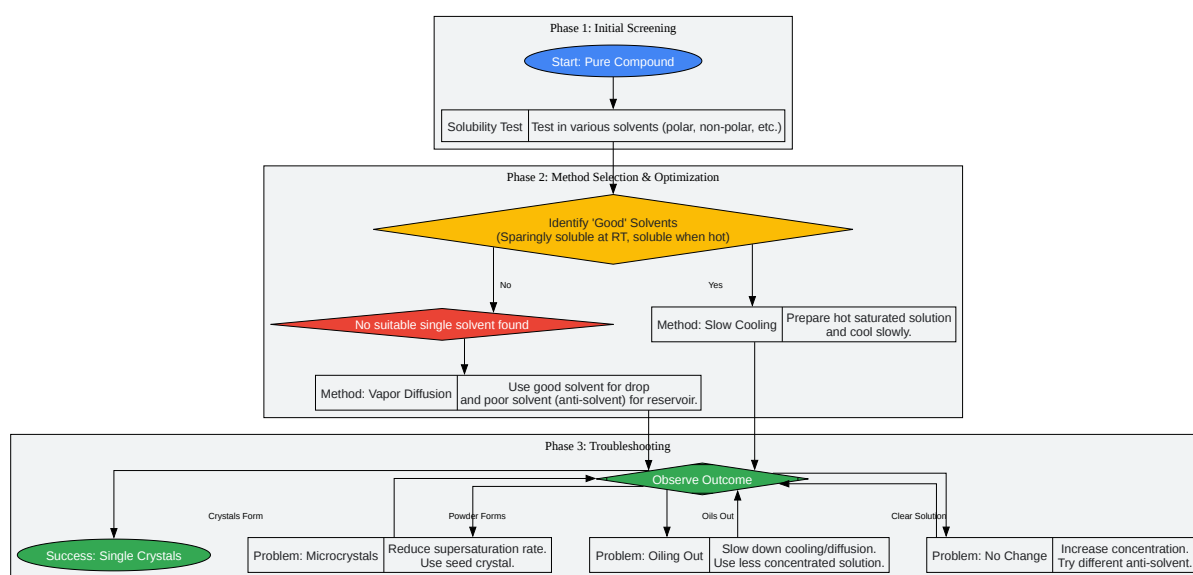 Phase 1: Initial Screening
Start: Pure Compound
Solubility Test
Test in various solvents (polar, non-polar, etc.)
Phase 2: Method Selection & Optimization
Identify 'Good' Solvents
(Sparingly soluble at RT, soluble when hot)
No
Yes
No suitable single solvent found
Method: Slow Cooling
Prepare hot saturated solution
and cool slowly.
Method: Vapor Diffusion
Use good solvent for drop
and poor solvent (anti-solvent) for reservoir.
Phase 3: Troubleshooting
Observe Outcome
Crystals Form
Powder Forms
Oils Out
Clear Solution
Success: Single Crystals
Problem: Microcrystals
Reduce supersaturation rate.
Use seed crystal.
Problem: Oiling Out
Slow down cooling/diffusion.
Use less concentrated solution.
Problem: No Change
Increase concentration.
Try different anti-solvent.